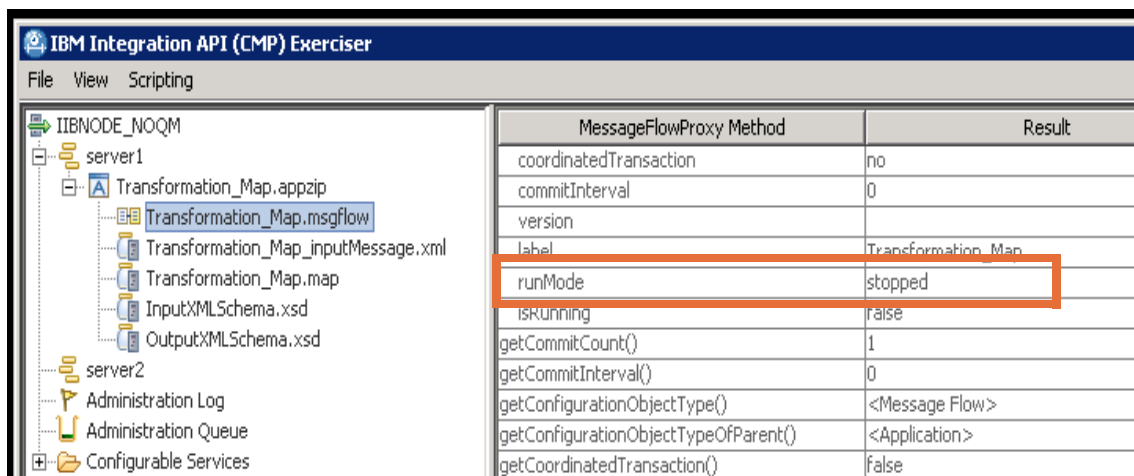 IBM Integration API (CMP) Exerciser
File View Scripting
IIBNODE_NOQM
server1
Transformation_Map.appzip
Transformation_Map.msgflow
Transformation_Map_inputMessage.xml
Transformation_Map.map
InputXMLSchema.xsd
OutputXMLSchema.xsd
server2
Administration Log
Administration Queue
Configurable Services
MessageFlowProxy Method Result
coordinatedTransaction no
commitInterval 0
version
label Transformation_Map
runMode stopped
isRunning false
getCommitCount() 1
getCommitInterval() 0
getConfigurationObjectType() <Message Flow>
getConfigurationObjectTypeOfParent() <Application>
getCoordinatedTransaction() false